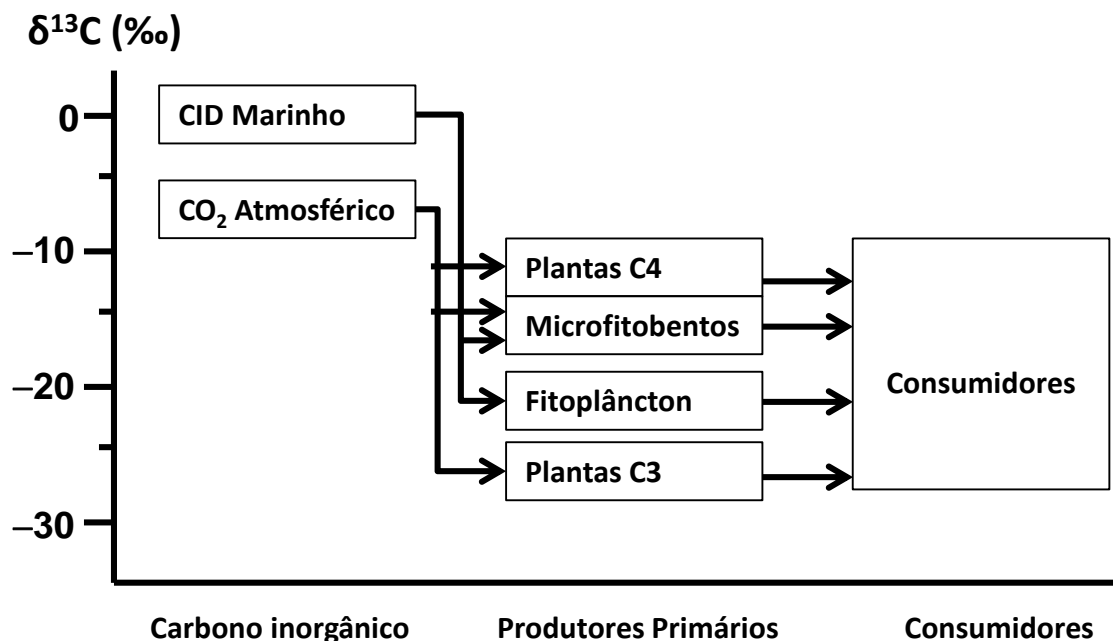 δ¹³C (‰)
0
CID Marinho
CO₂ Atmosférico
–10
Plantas C4
Microfitobentos
–20
Fitoplâncton
Consumidores
Plantas C3
–30
Carbono inorgânico
Produtores Primários
Consumidores